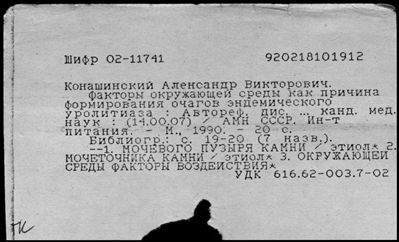 Шифр 02-11741 920218101912
Конашинский Александр Викторович.
Факторы окружающей среды как причина
формирования очагов эндемического
уролитиаза : Автореф. дис. ... канд. мед.
наук : (14.00.07) / АМН СССР. Ин-т
питания. - М., 1990. - 20 с.
Библиогр.: с. 19-20 (7 назв.).
--1. МОЧЕВОГО ПУЗЫРЯ КАМНИ / этиол* 2.
МОЧЕТОЧНИКА КАМНИ / этиол* 3. ОКРУЖАЮЩЕЙ
СРЕДЫ ФАКТОРЫ ВОЗДЕЙСТВИЯ*
УДК 616.62-003.7-02